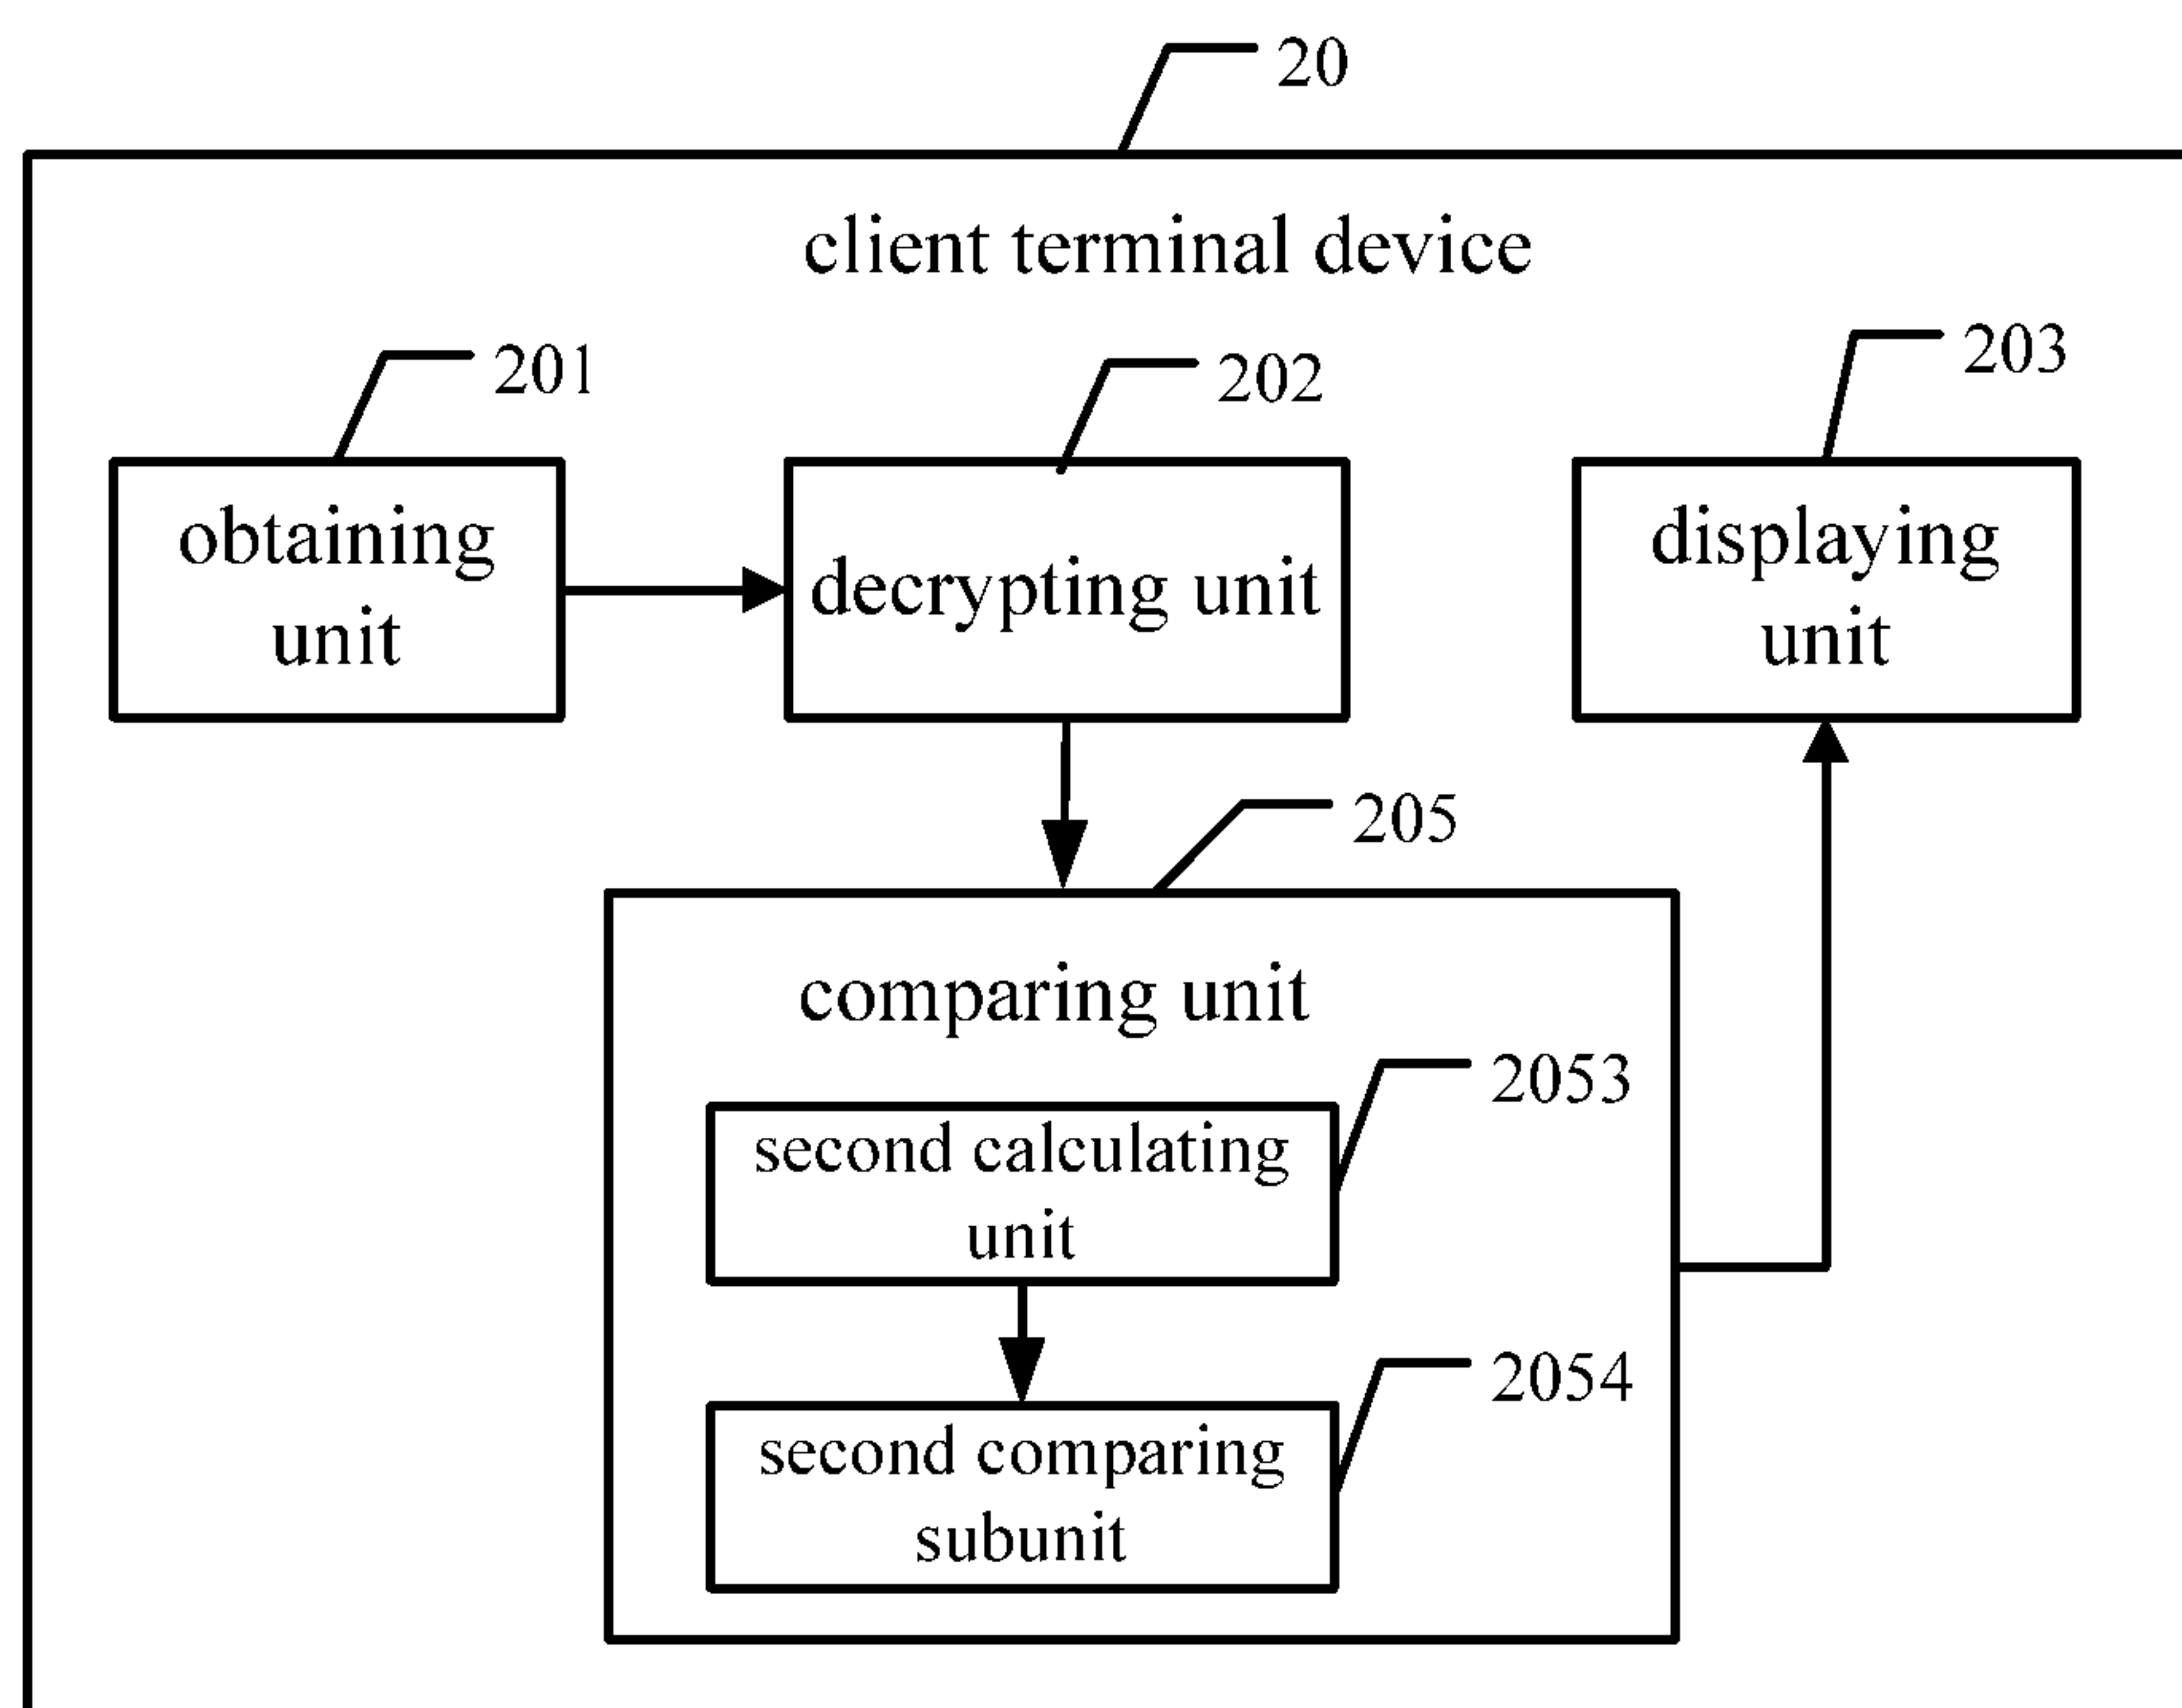 20
client terminal device
201
202
203
obtaining
unit
decrypting unit
displaying
unit
205
comparing unit
2053
second calculating
unit
2054
second comparing
subunit